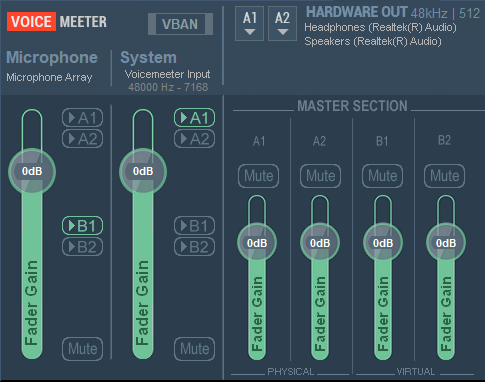 VOICE MEETER
VBAN
A1
A2
HARDWARE OUT 48kHz | 512
Headphones (Realtek(R) Audio)
Speakers (Realtek(R) Audio)
Microphone
Microphone Array
System
Voicemeeter Input
48000 Hz - 7168
A1
A2
0dB
B1
B2
Fader Gain
Mute
A1
A2
0dB
B1
B2
Fader Gain
Mute
MASTER SECTION
A1
A2
B1
B2
Mute
Mute
Mute
Mute
0dB
0dB
0dB
0dB
Fader Gain
Fader Gain
Fader Gain
Fader Gain
PHYSICAL
VIRTUAL